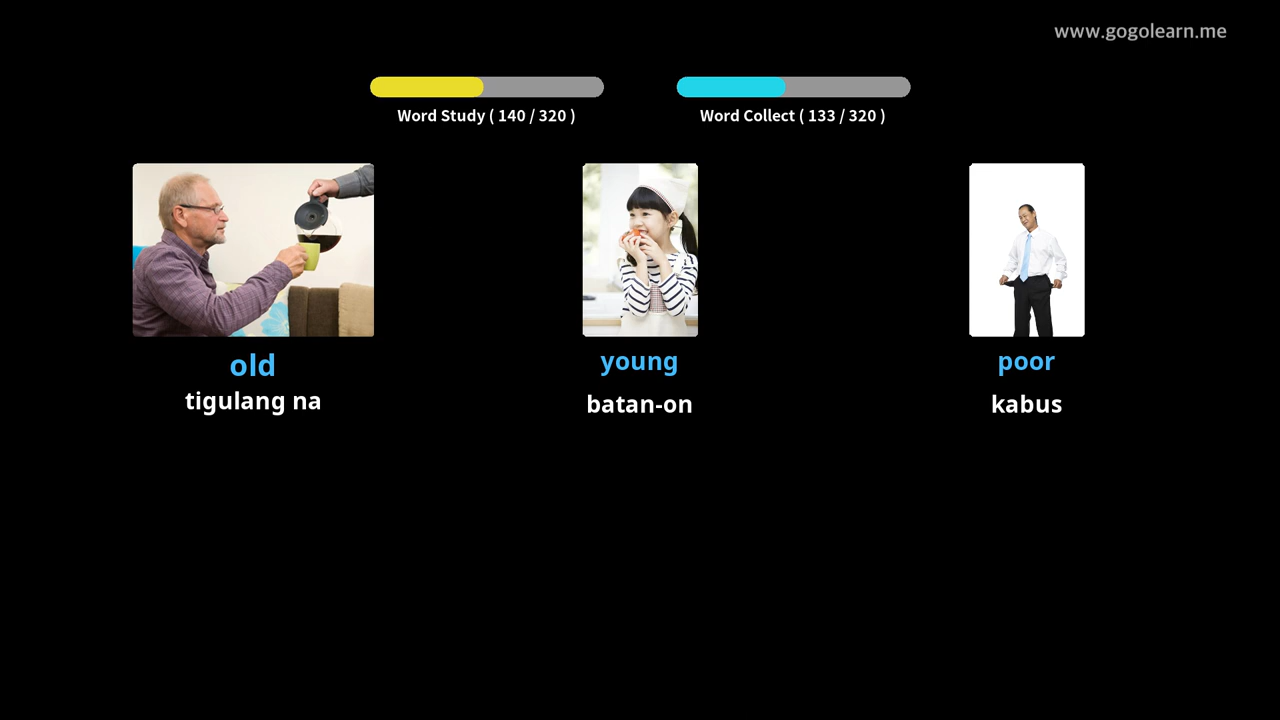 www.gogolearn.me
Word Study ( 140 / 320 )
Word Collect ( 133 / 320 )
old
young
poor
tigulang na
batan-on
kabus